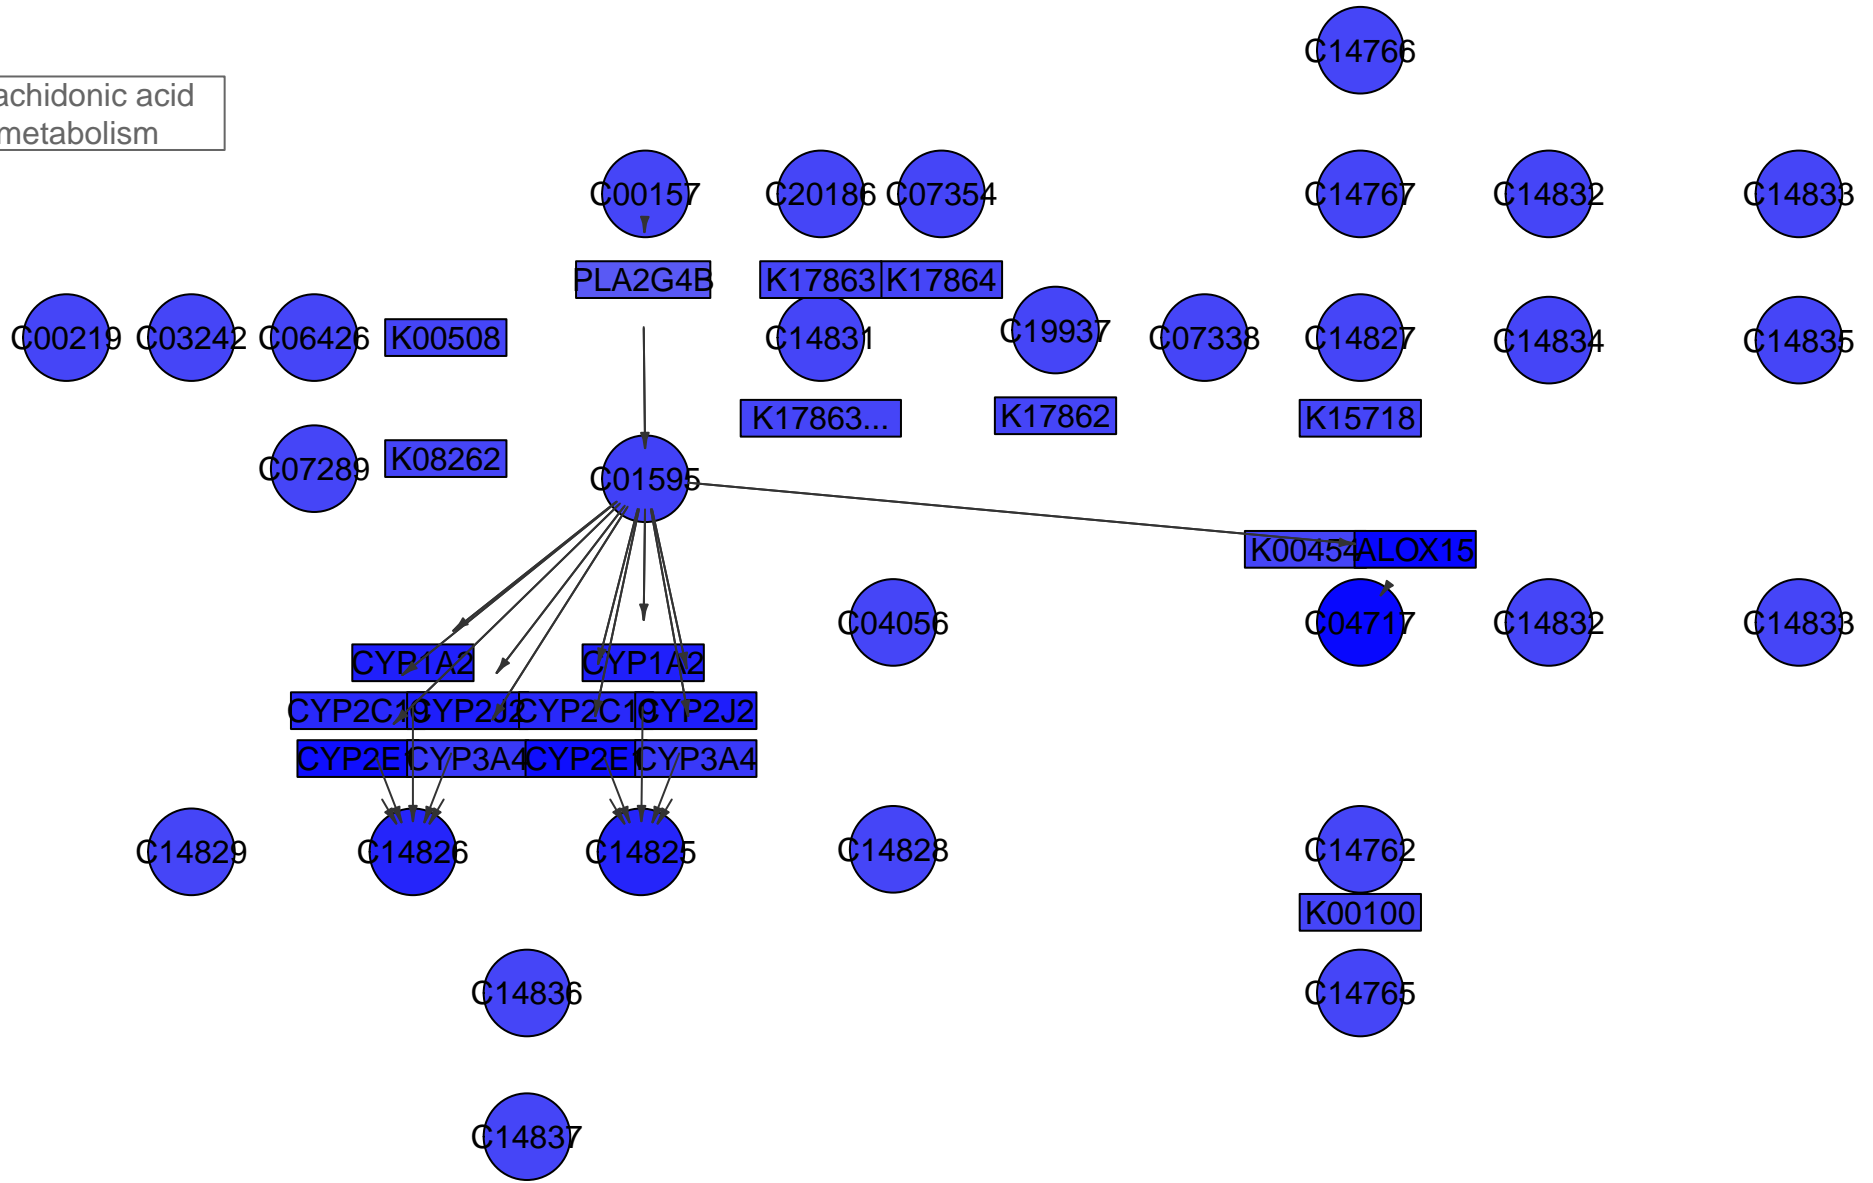 C14766
achidonic acid
metabolism
C00157
C20186
C07354
C14767
C14832
C14833
PLA2G4B
K17863
K17864
C00219
C03242
C06426
K00508
C14831
C19937
C07338
C14827
C14834
C14835
K17863...
K17862
K15718
C07289
K08262
C01595
K00454
ALOX15
C04056
C04717
C14832
C14833
CYP1A2
CYP1A2
CYP2C19
CYP2J2
CYP2C19
CYP2J2
CYP2E1
CYP3A4
CYP2E1
CYP3A4
C14829
C14826
C14825
C14828
C14762
K00100
C14836
C14765
C14837